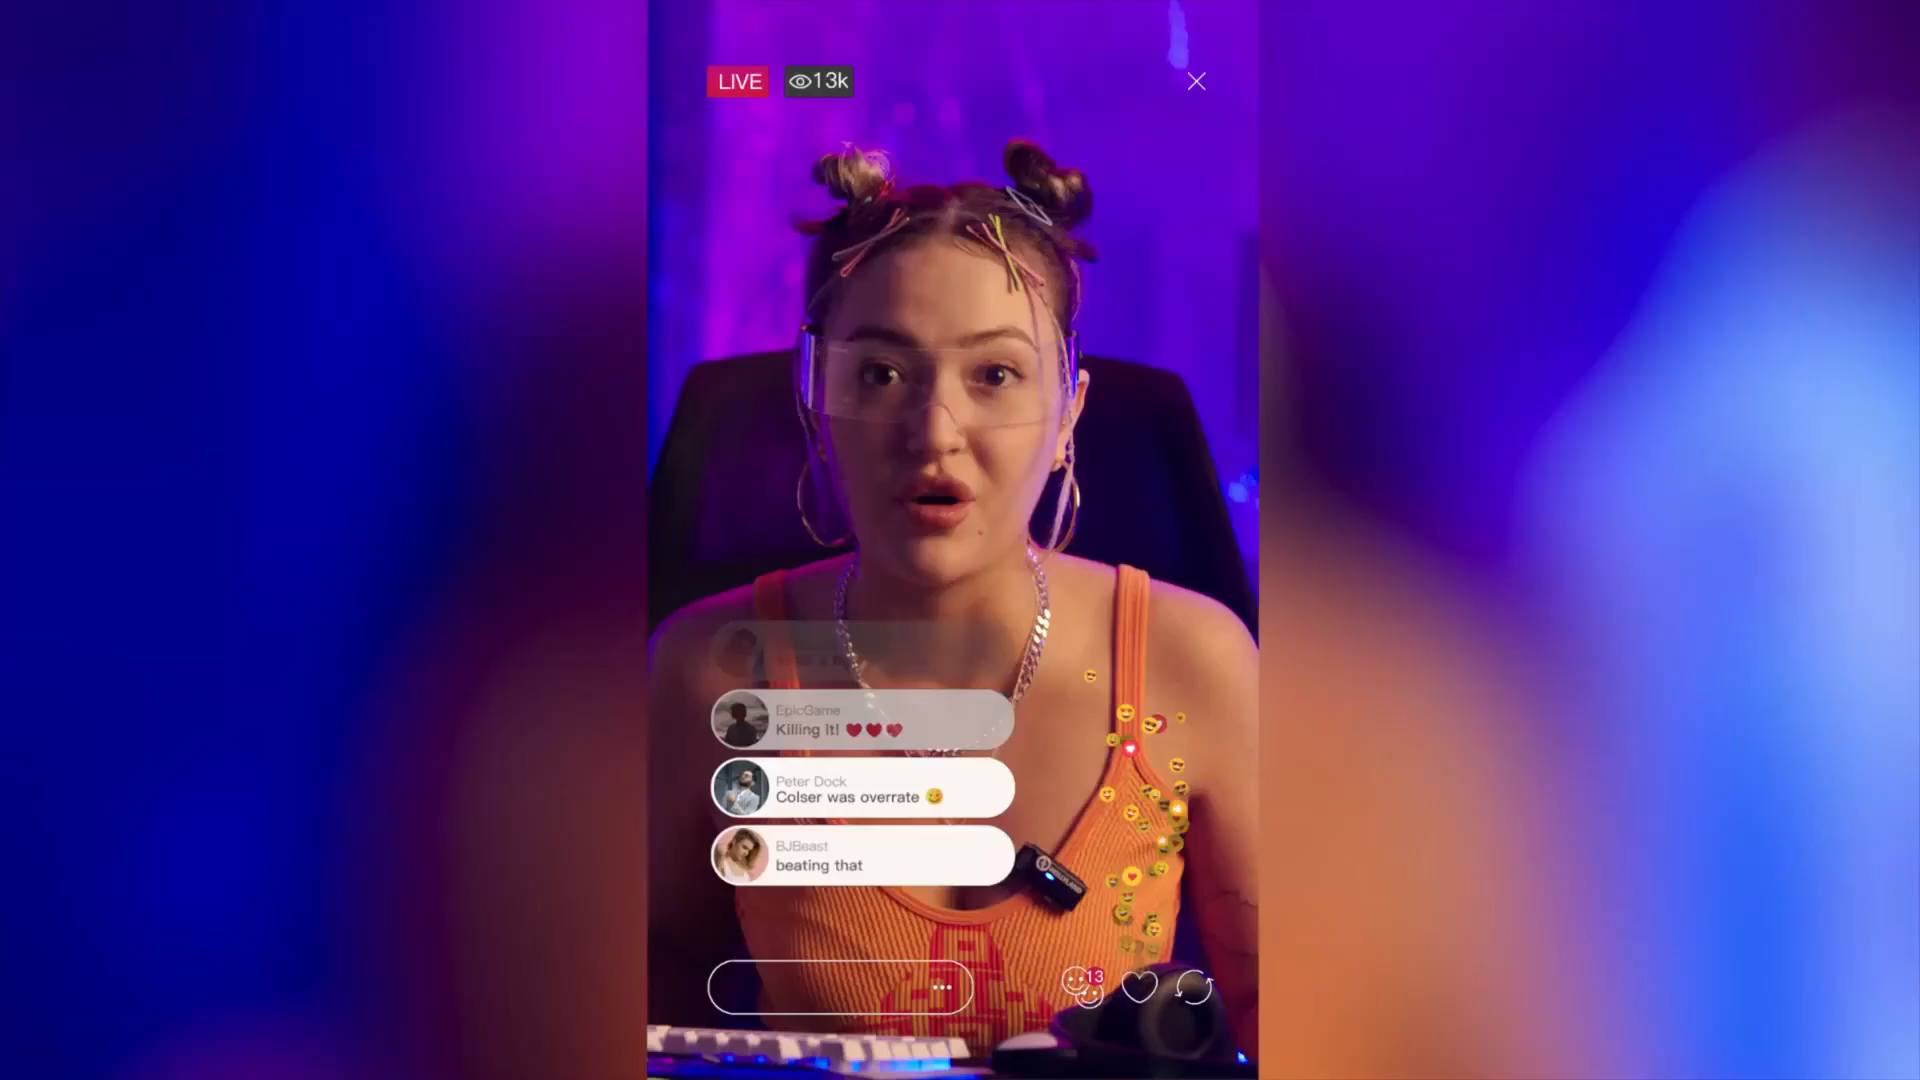 LIVE
13k
EpicGame
Killing it!
Peter Dock
Colser was overrate
BJBeast
beating that
13